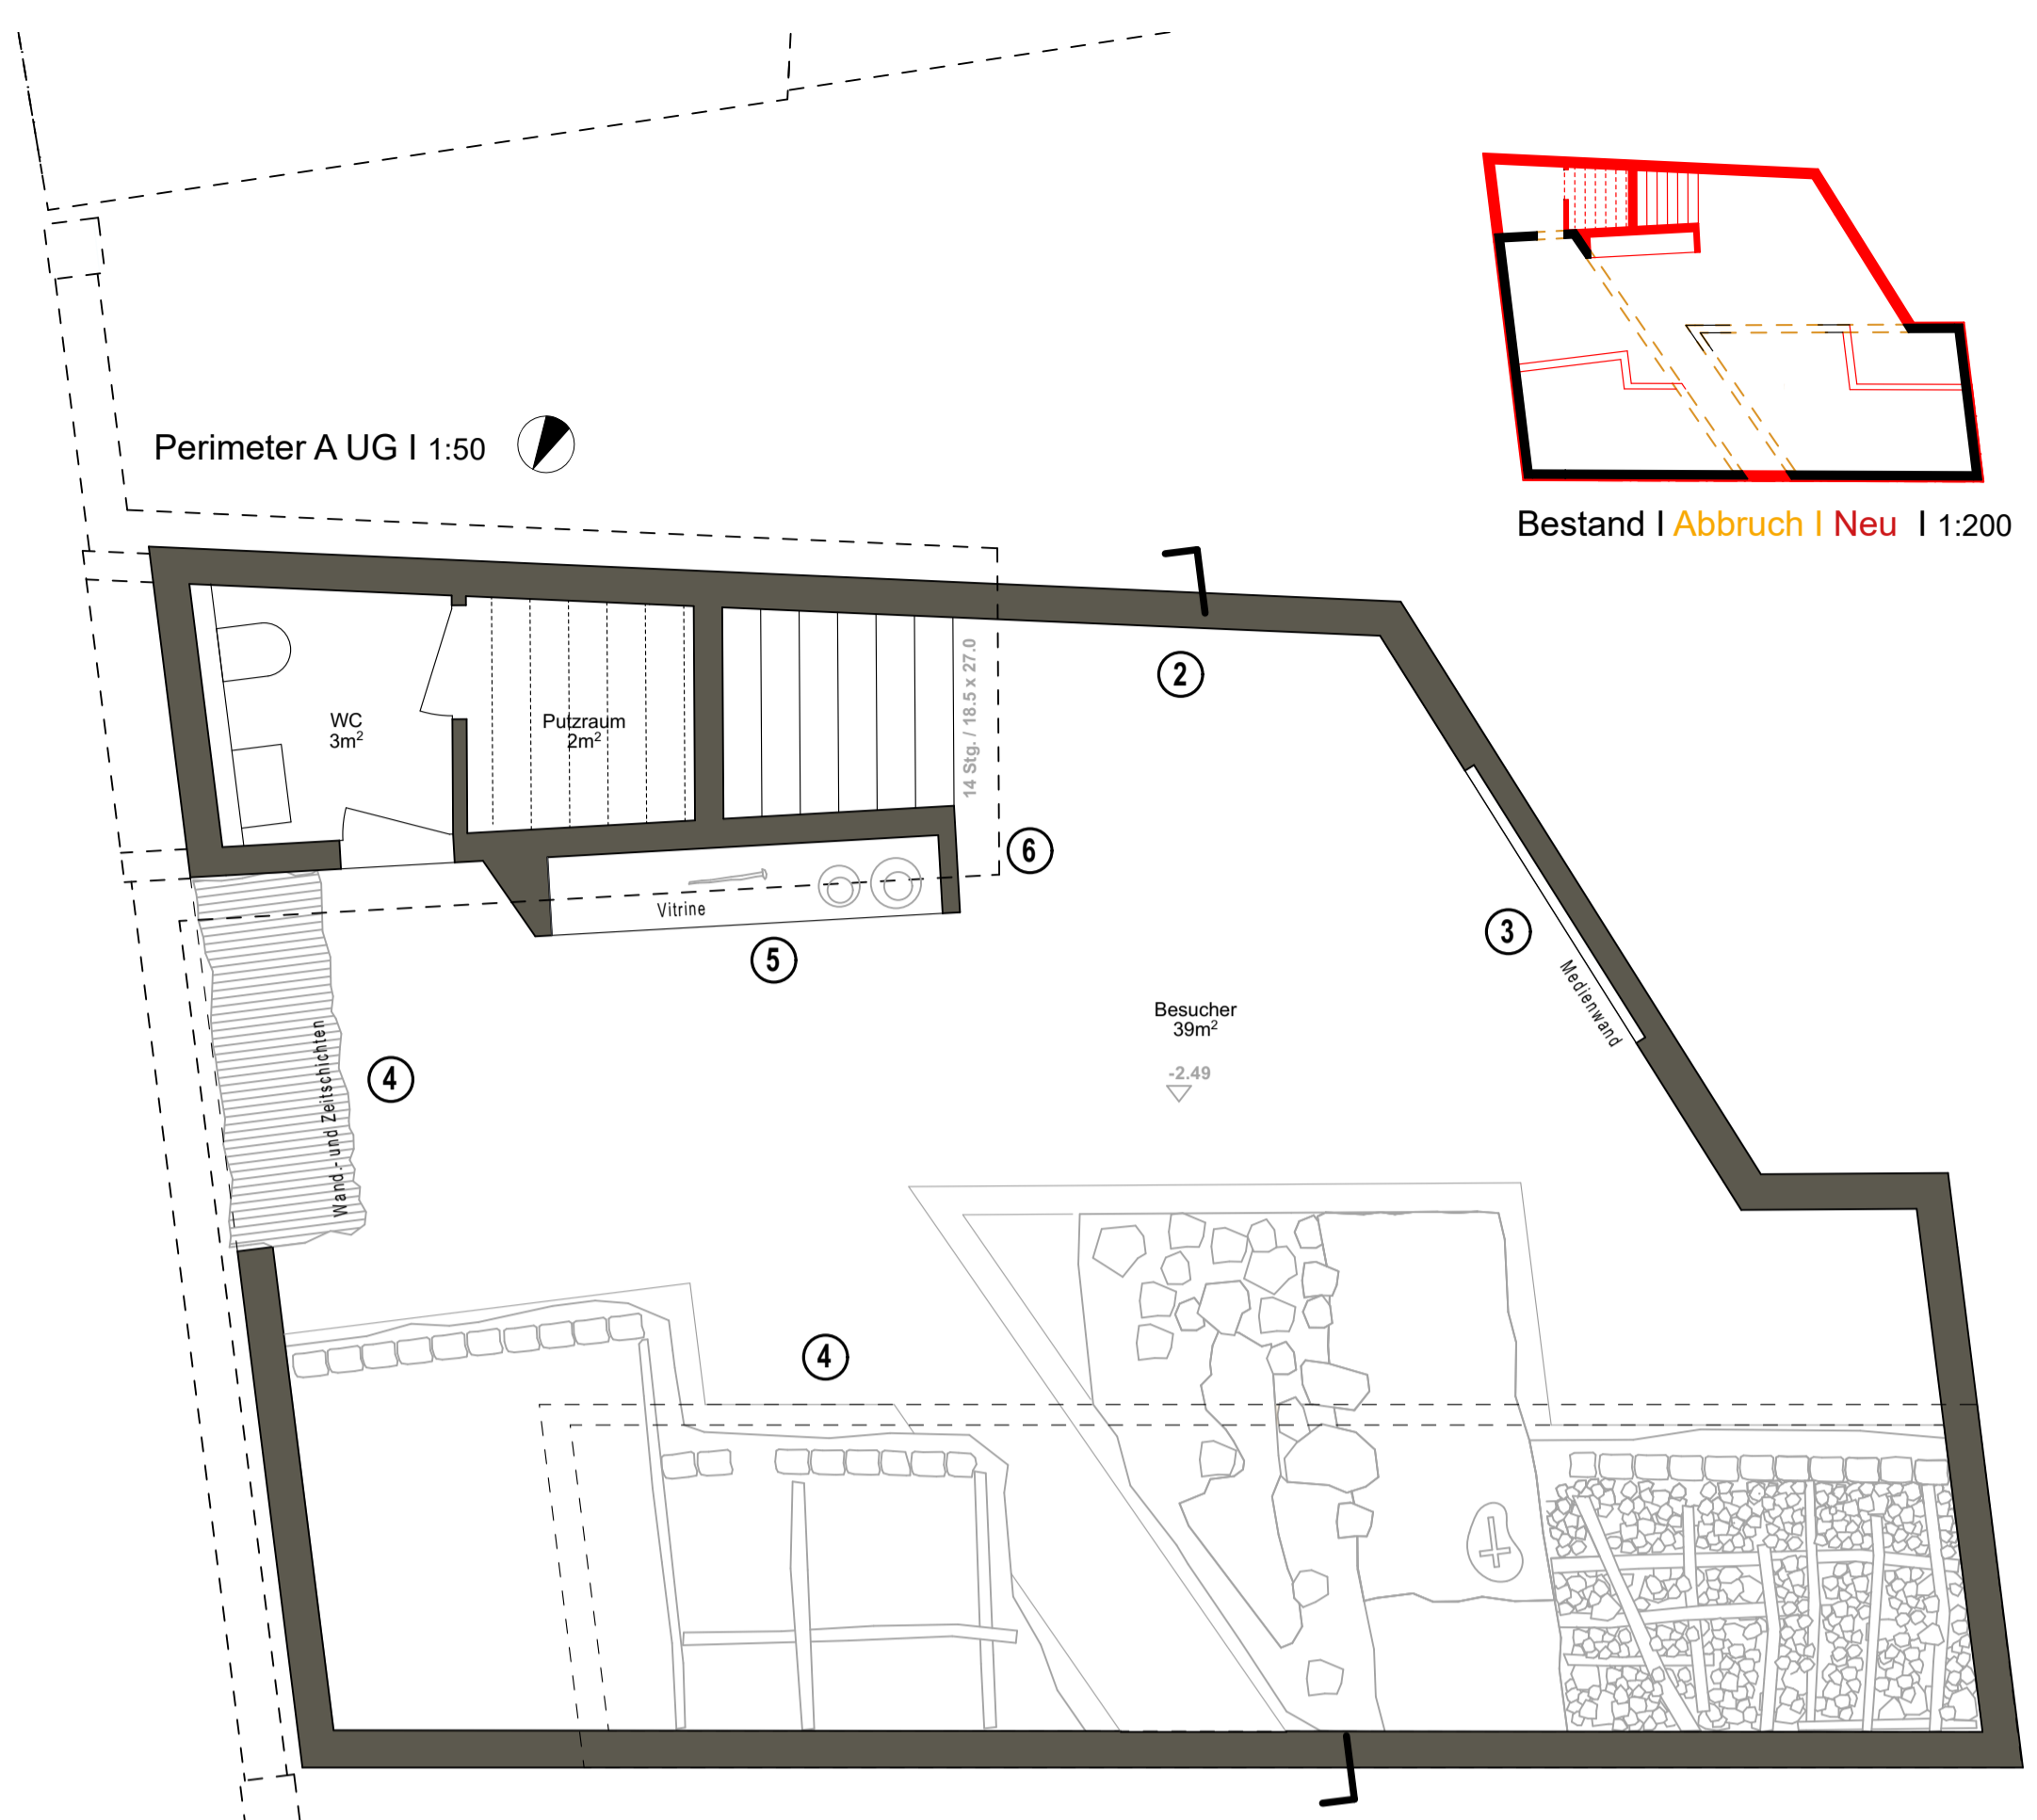 Perimeter A UG I 1:50
Bestand I Abbruch I Neu I 1:200
WC
3m²
Putzraum
2m²
14 Stg. / 18.5 x 27.0
2
6
Vitrine
5
3
Medienwand
Besucher
39m²
-2.49
Wand.- und Zeitschichten
4
4